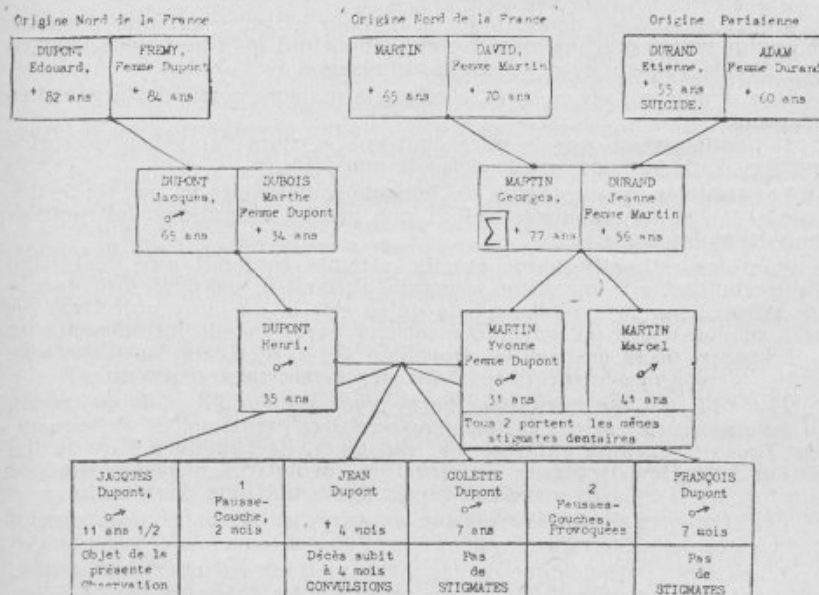 Origine Nord de la France
Origine Nord de la France
Origine Parisienne
DUPONT
Edouard.
+ 82 ans
FREMY.
Femme Dupont
+ 84 ans
MARTIN
+ 65 ans
DAVID.
Femme Martin
+ 70 ans
DURAND
Etienne.
+ 55 ans
SUICIDE.
ADAM
Femme Durand
+ 60 ans
DUPONT
Jacques,
65 ans
DUBOIS
Marthe
Femme Dupont
+ 34 ans
MARTIN
Georges.
Σ + 77 ans
DURAND
Jeanne
Femme Martin
+ 56 ans
DUPONT
Henri,
35 ans
MARTIN
Yvonne
Femme Dupont
31 ans
MARTIN
Marcel
41 ans
Tous 2 portent les mêmes
stigmates dentaires
JACQUES
Dupont,
11 ans 1/2
1
Fausse-
Couche,
2 mois
JEAN
Dupont
+ 4 mois
COLETTE
Dupont
7 ans
2
Fausses-
Couches,
Provoquées
FRANÇOIS
Dupont
7 mois
Objet de la
présente
Observation
Décès subit
à 4 mois
CONVULSIONS
Pas
de
STIGMATES
Pas
de
STIGMATES